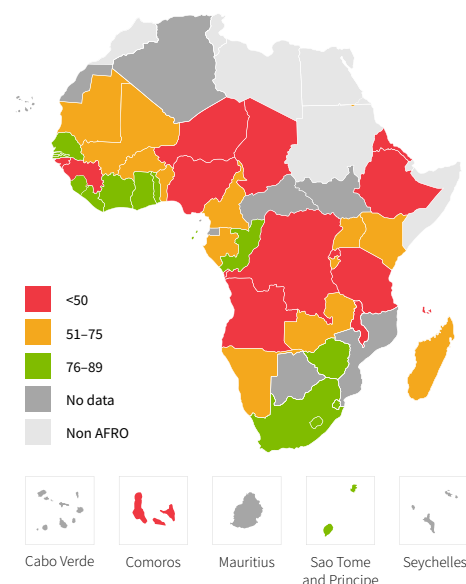 <50
51–75
76–89
No data
Non AFRO
Cabo Verde
Comoros
Mauritius
Sao Tome
and Principe
Seychelles